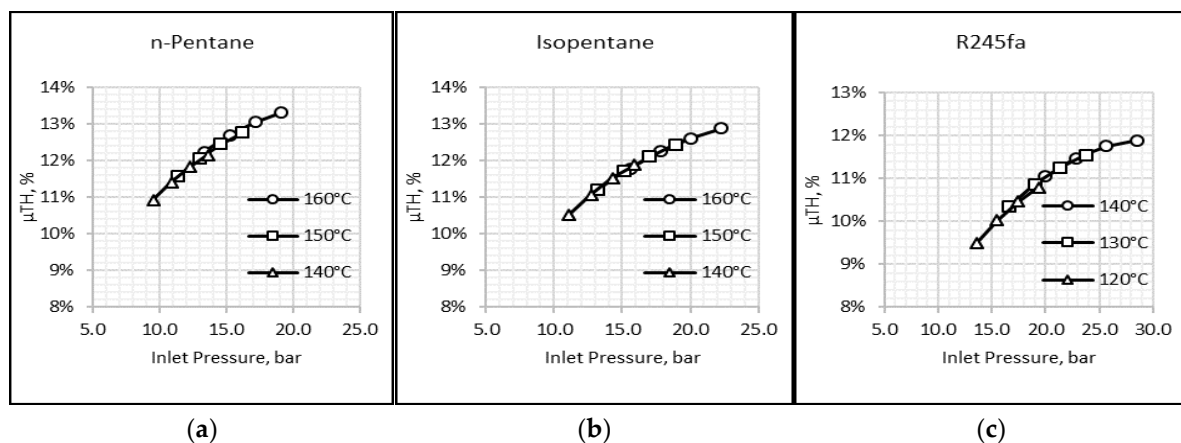 n-Pentane
14%
13%
12%
11%
10%
9%
8%
µTH, %
160°C
150°C
140°C
5.0 10.0 15.0 20.0 25.0
Inlet Pressure, bar
(a)
Isopentane
14%
13%
12%
11%
10%
9%
8%
µTH, %
160°C
150°C
140°C
5.0 10.0 15.0 20.0 25.0
Inlet Pressure, bar
(b)
R245fa
13%
12%
11%
10%
9%
8%
µTH, %
140°C
130°C
120°C
5.0 10.0 15.0 20.0 25.0 30.0
Inlet Pressure, bar
(c)